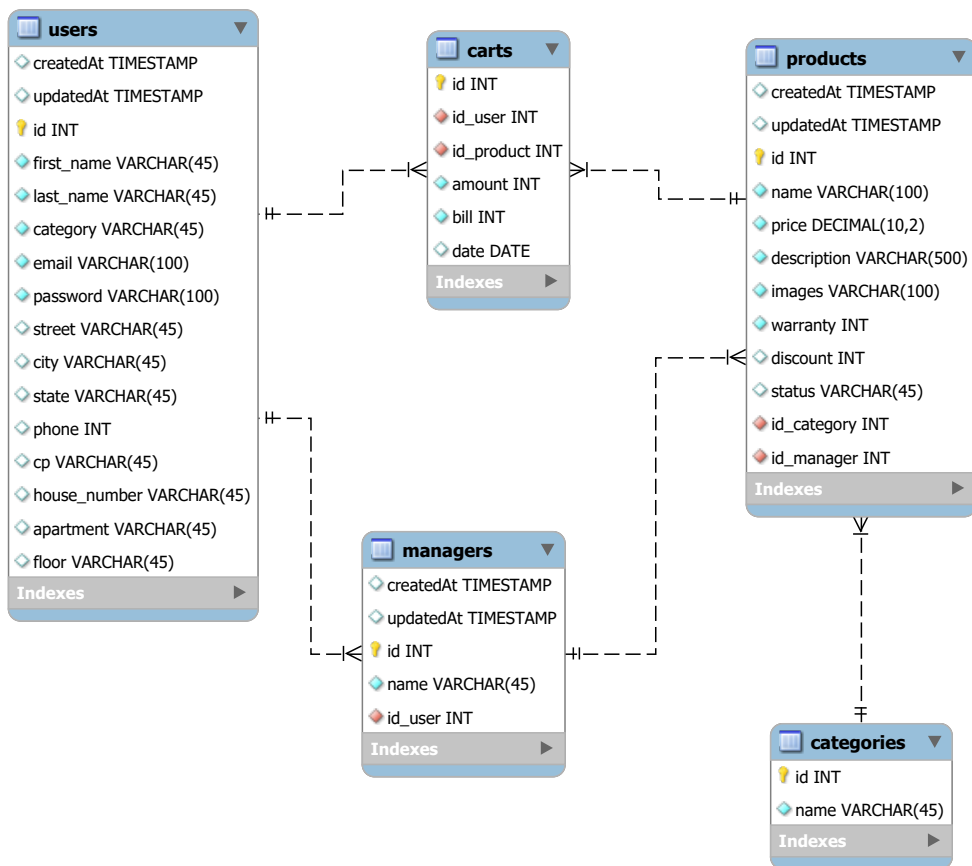 users
createdAt TIMESTAMP
updatedAt TIMESTAMP
id INT
first_name VARCHAR(45)
last_name VARCHAR(45)
category VARCHAR(45)
email VARCHAR(100)
password VARCHAR(100)
street VARCHAR(45)
city VARCHAR(45)
state VARCHAR(45)
phone INT
cp VARCHAR(45)
house_number VARCHAR(45)
apartment VARCHAR(45)
floor VARCHAR(45)
Indexes
carts
id INT
id_user INT
id_product INT
amount INT
bill INT
date DATE
Indexes
products
createdAt TIMESTAMP
updatedAt TIMESTAMP
id INT
name VARCHAR(100)
price DECIMAL(10,2)
description VARCHAR(500)
images VARCHAR(100)
warranty INT
discount INT
status VARCHAR(45)
id_category INT
id_manager INT
Indexes
managers
createdAt TIMESTAMP
updatedAt TIMESTAMP
id INT
name VARCHAR(45)
id_user INT
Indexes
categories
id INT
name VARCHAR(45)
Indexes